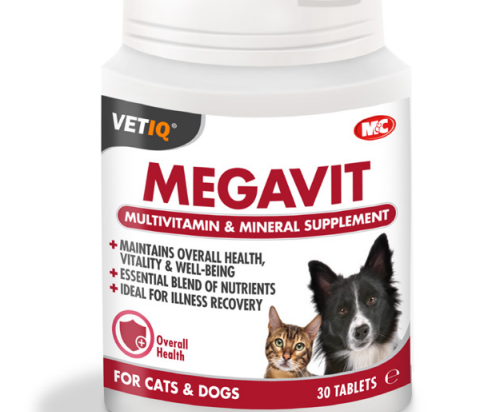 VETIQ®
M&C
MEGAVIT
MULTIVITAMIN & MINERAL SUPPLEMENT
+ MAINTAINS OVERALL HEALTH,
VITALITY & WELL-BEING
+ ESSENTIAL BLEND OF NUTRIENTS
+ IDEAL FOR ILLNESS RECOVERY
Overall
Health
FOR CATS & DOGS
30 TABLETS ℮